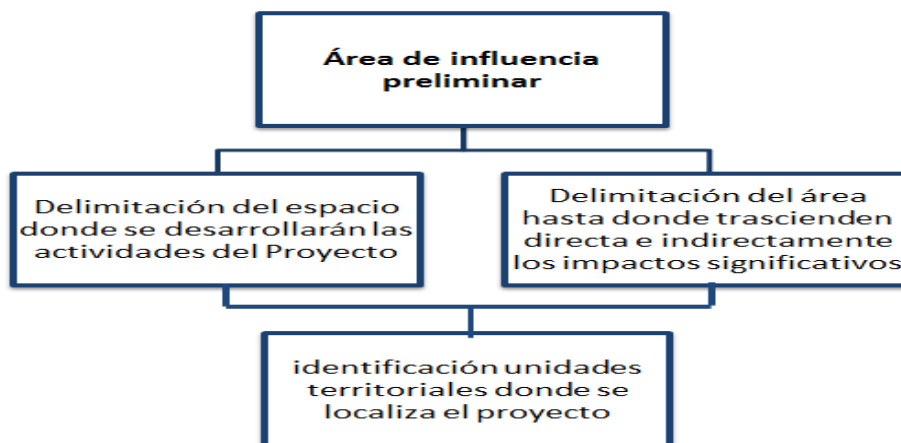 Área de influencia
preliminar
Delimitación del espacio
donde se desarrollarán las
actividades del Proyecto
Delimitación del área
hasta donde trascienden
directa e indirectamente
los impactos significativos
identificación unidades
territoriales donde se
localiza el proyecto